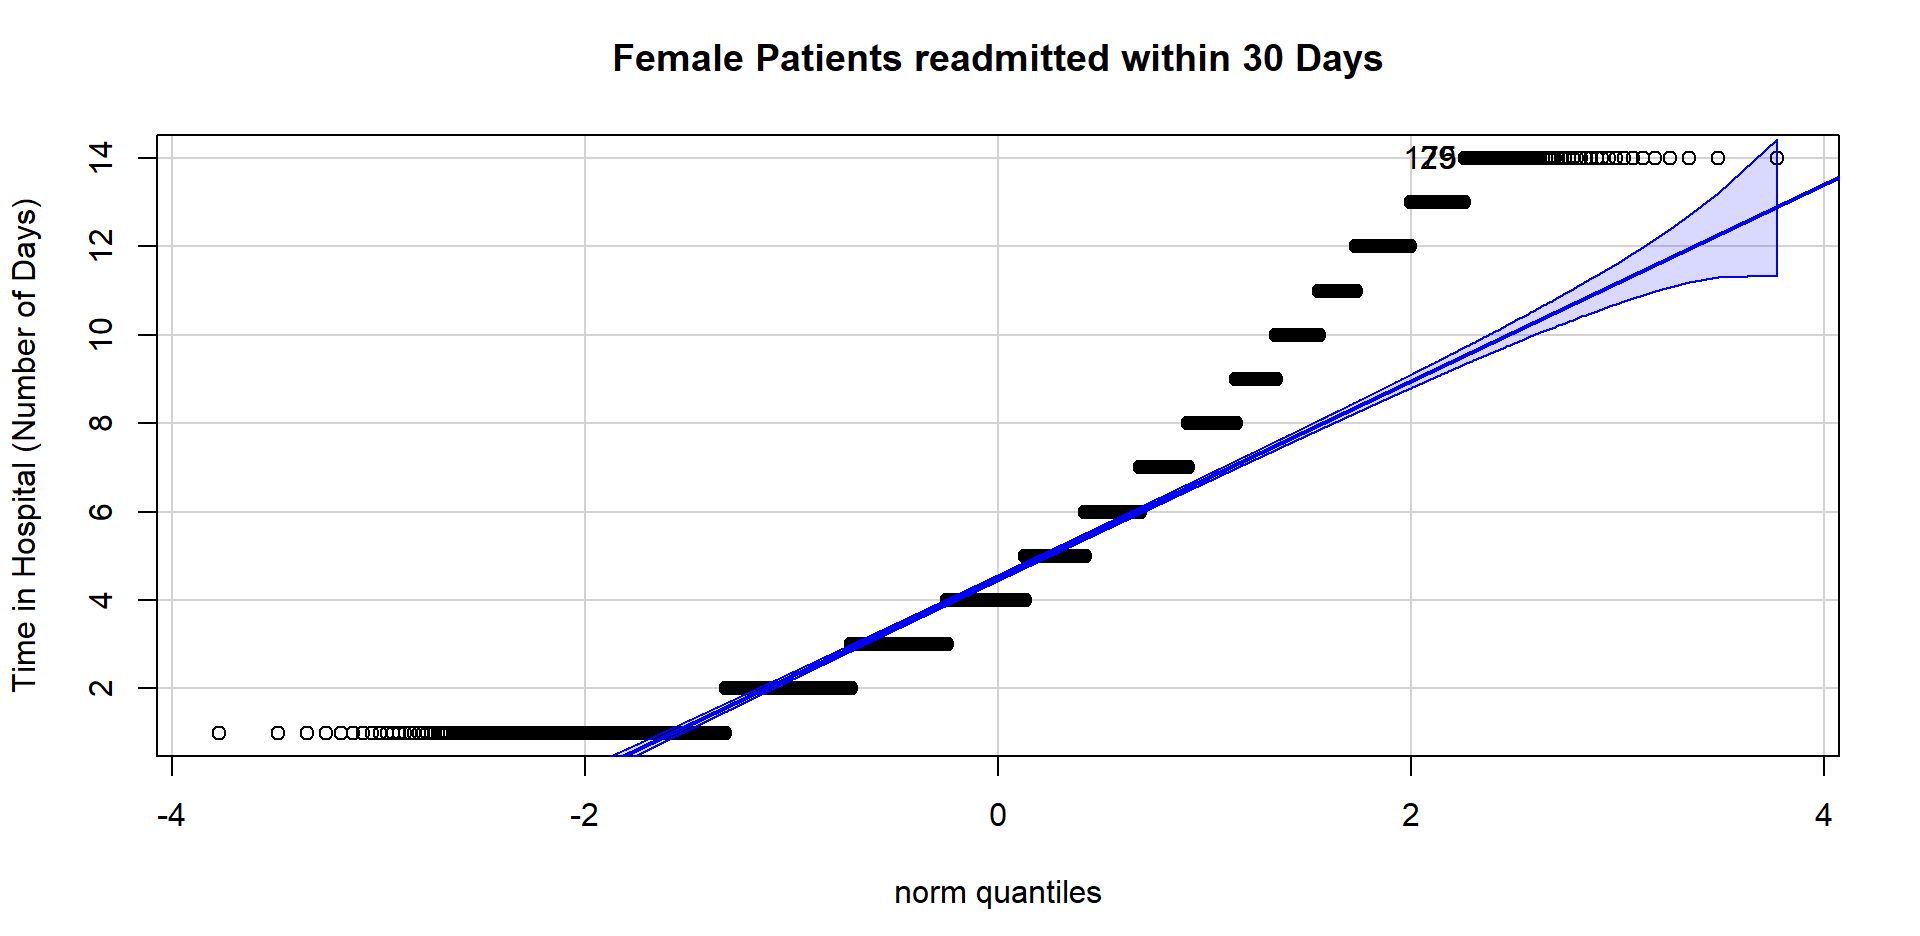 Female Patients readmitted within 30 Days
Time in Hospital (Number of Days)
14
12
10
8
6
4
2
-4 -2 0 2 4
norm quantiles